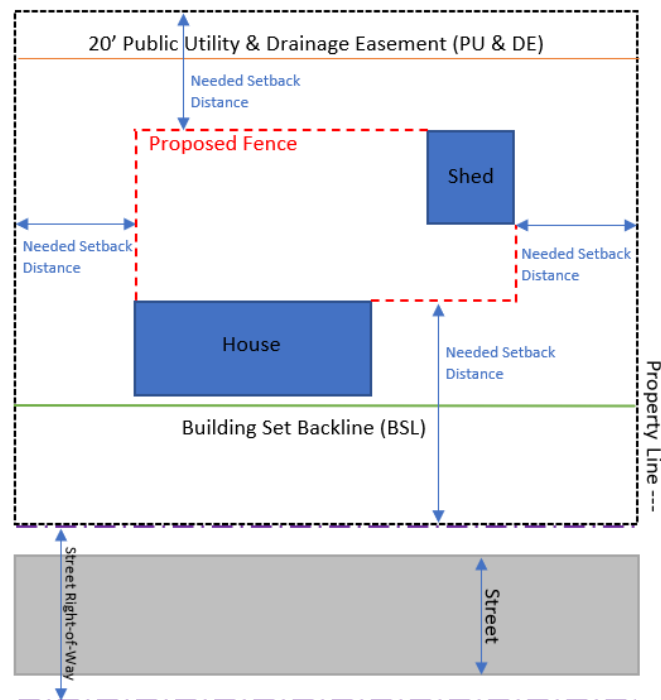 20' Public Utility & Drainage Easement (PU & DE)
Needed Setback
Distance
Proposed Fence
Shed
Needed Setback
Distance
Needed Setback
Distance
House
Needed Setback
Distance
Property Line ---
Building Set Backline (BSL)
Street Right-of-Way
Street